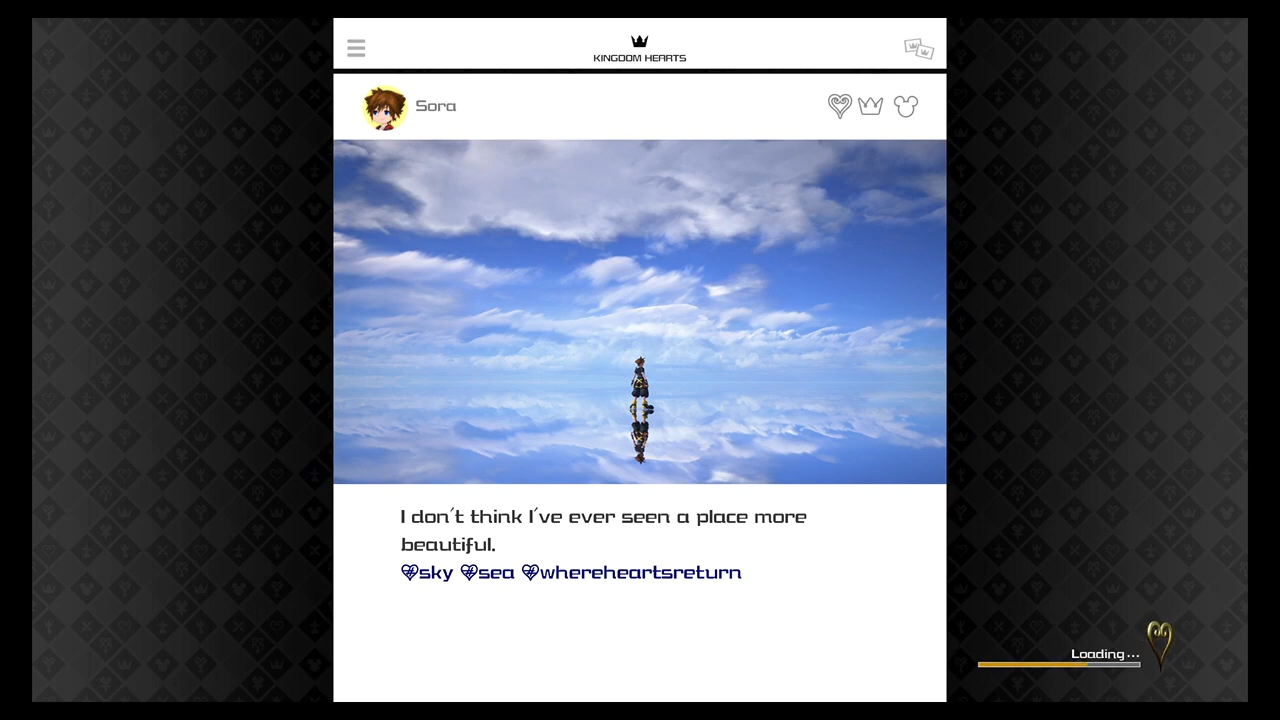 KINGDOM HEARTS
Sora
I don't think I've ever seen a place more
beautiful.
#sky #sea #whereheartsreturn
Loading...